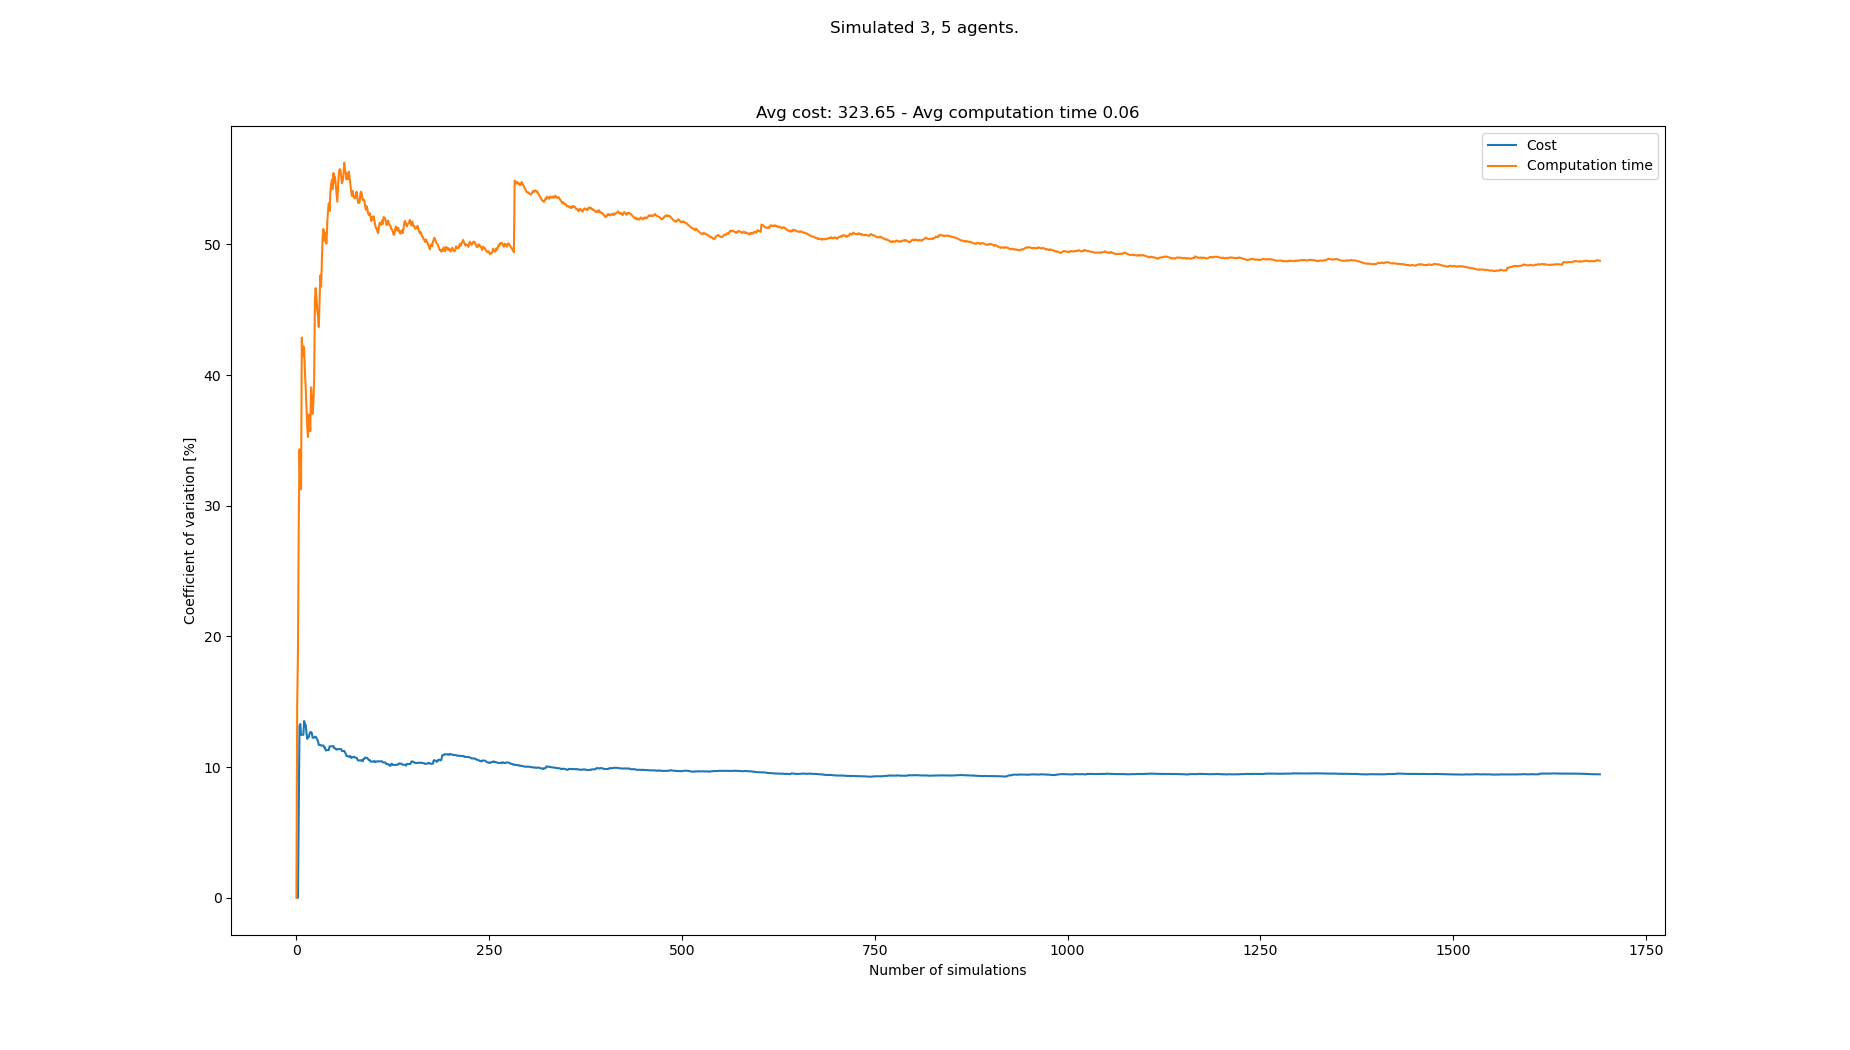 Simulated 3, 5 agents.
Avg cost: 323.65 - Avg computation time 0.06
Cost
Computation time
Coefficient of variation [%]
50
40
30
20
10
0
0 250 500 750 1000 1250 1500 1750
Number of simulations